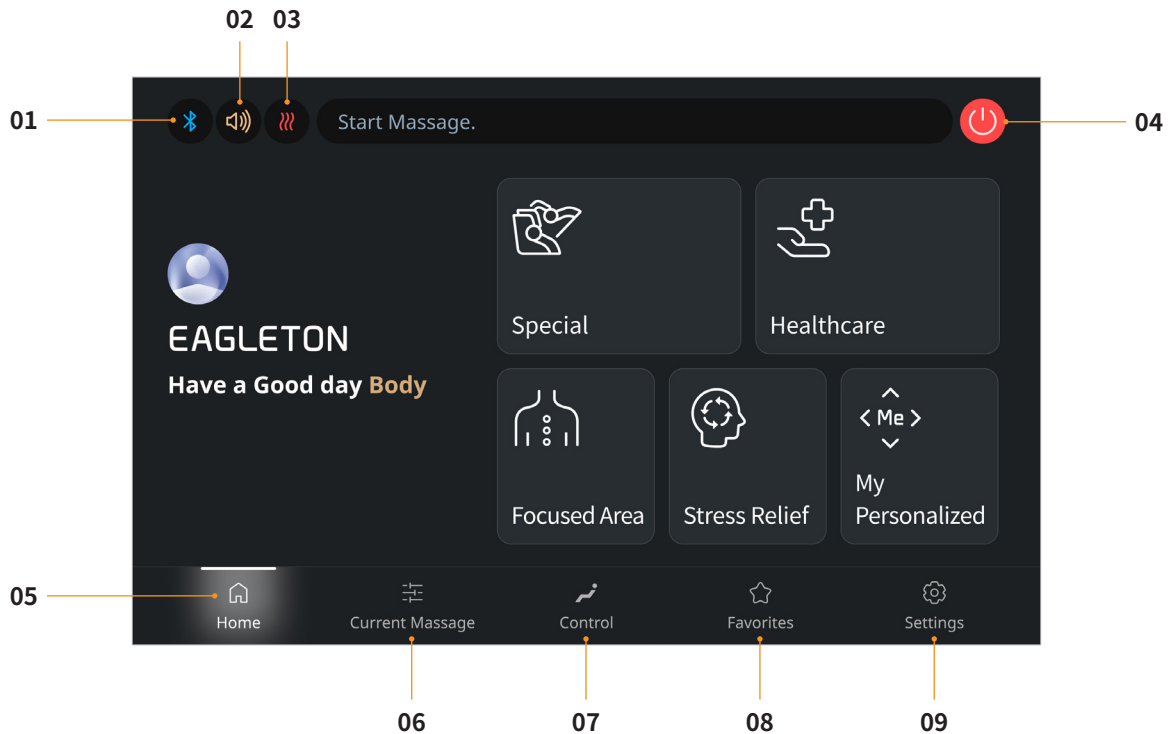 02 03
01
Start Massage.
04
EAGLETON
Have a Good day Body
Special
Healthcare
Focused Area
Stress Relief
< Me >
My
Personalized
05
Home
Current Massage
Control
Favorites
Settings
06
07
08
09